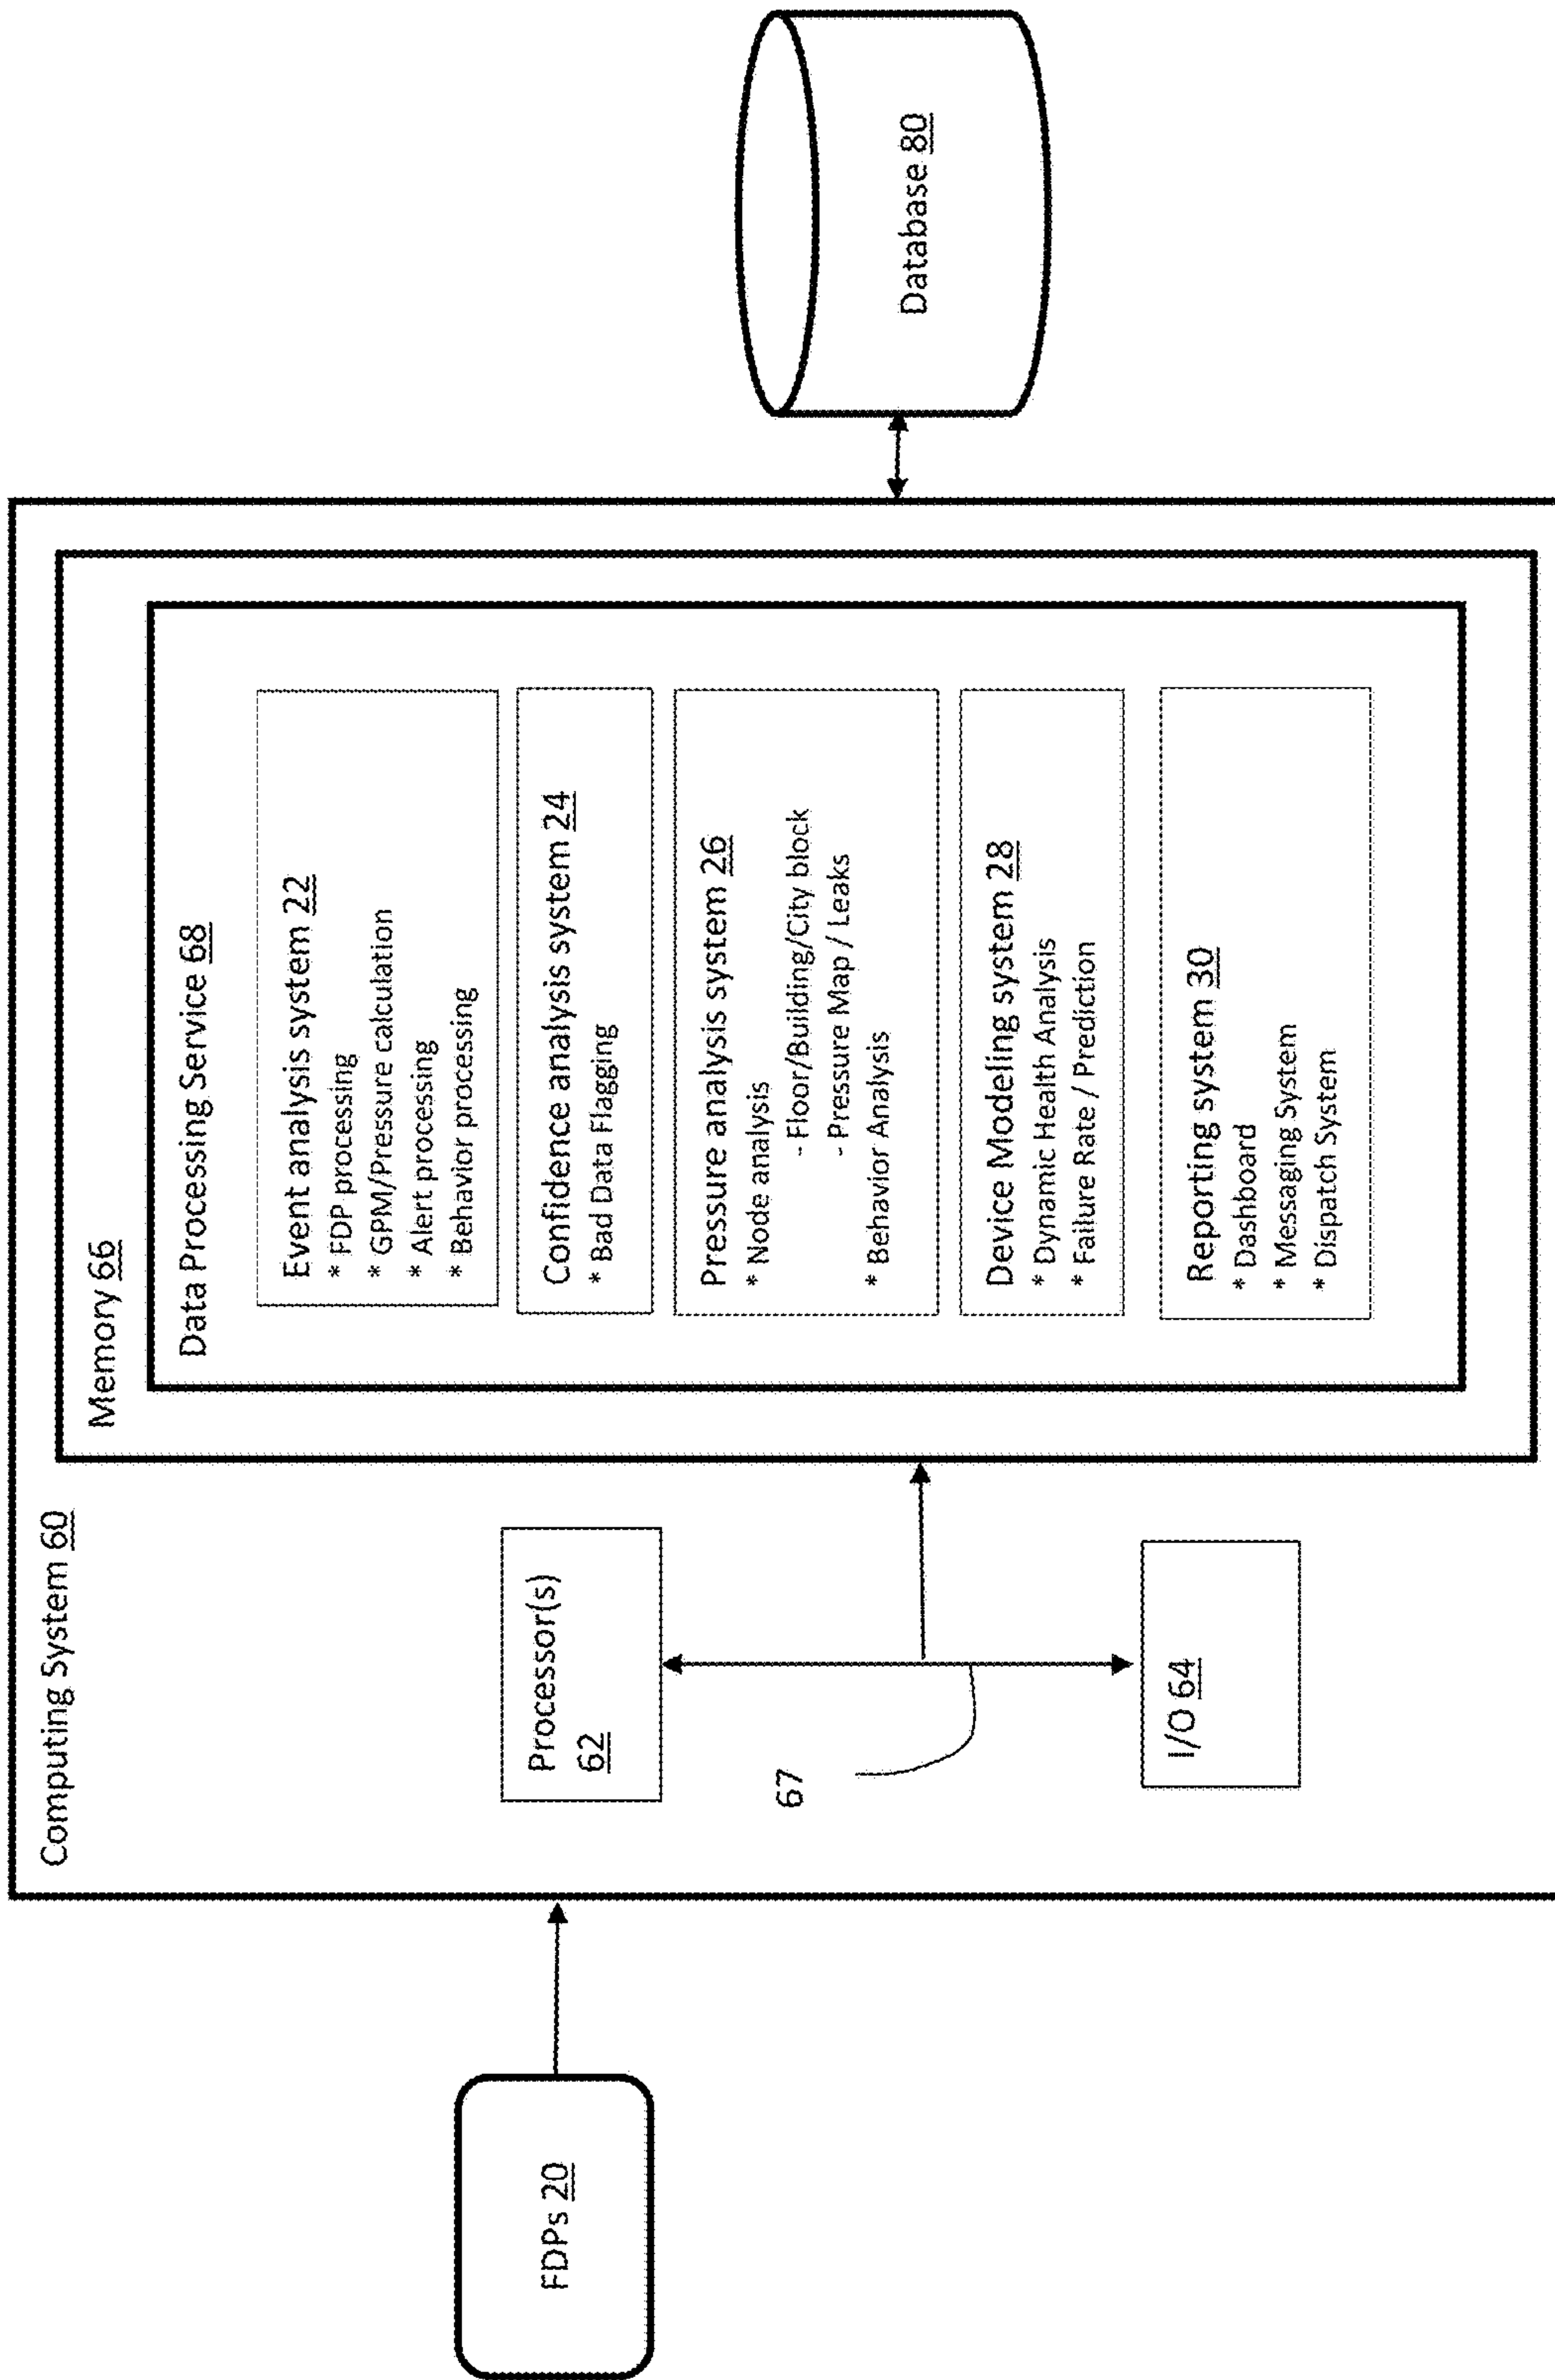 Computing System 60
Memory 66
Data Processing Service 68
Event analysis system 22
* FDP processing
* GPM/Pressure calculation
* Alert processing
* Behavior processing
Confidence analysis system 24
* Bad Data Flagging
Pressure analysis system 26
* Node analysis
- Floor/Building/City block
- Pressure Map / Leaks
* Behavior Analysis
Device Modeling system 28
* Dynamic Health Analysis
* Failure Rate / Prediction
Reporting system 30
* Dashboard
* Messaging System
* Dispatch System
Processor(s)
62
67
I/O 64
FDPs 20
Database 80